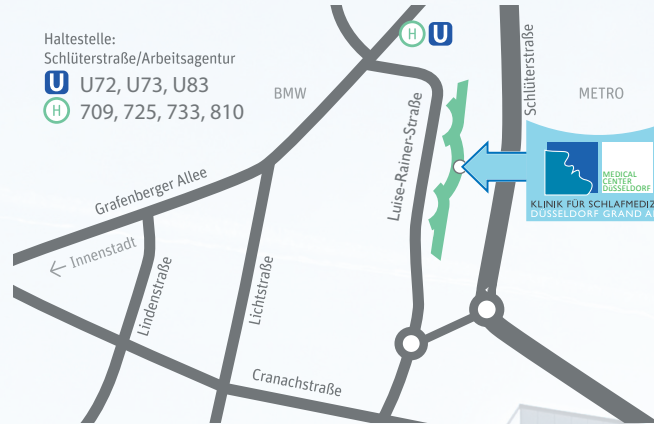 Haltestelle:
Schlüterstraße/Arbeitsagentur
U U72, U73, U83
H 709, 725, 733, 810
H U
BMW
METRO
Schlüterstraße
Luise-Rainer-Straße
Grafenberger Allee
← Innenstadt
Lindenstraße
Lichtstraße
Cranachstraße
MEDICAL
CENTER
DüSSELDORF
KLINIK FÜR SCHLAFMEDIZ
DÜSSELDORF GRAND A